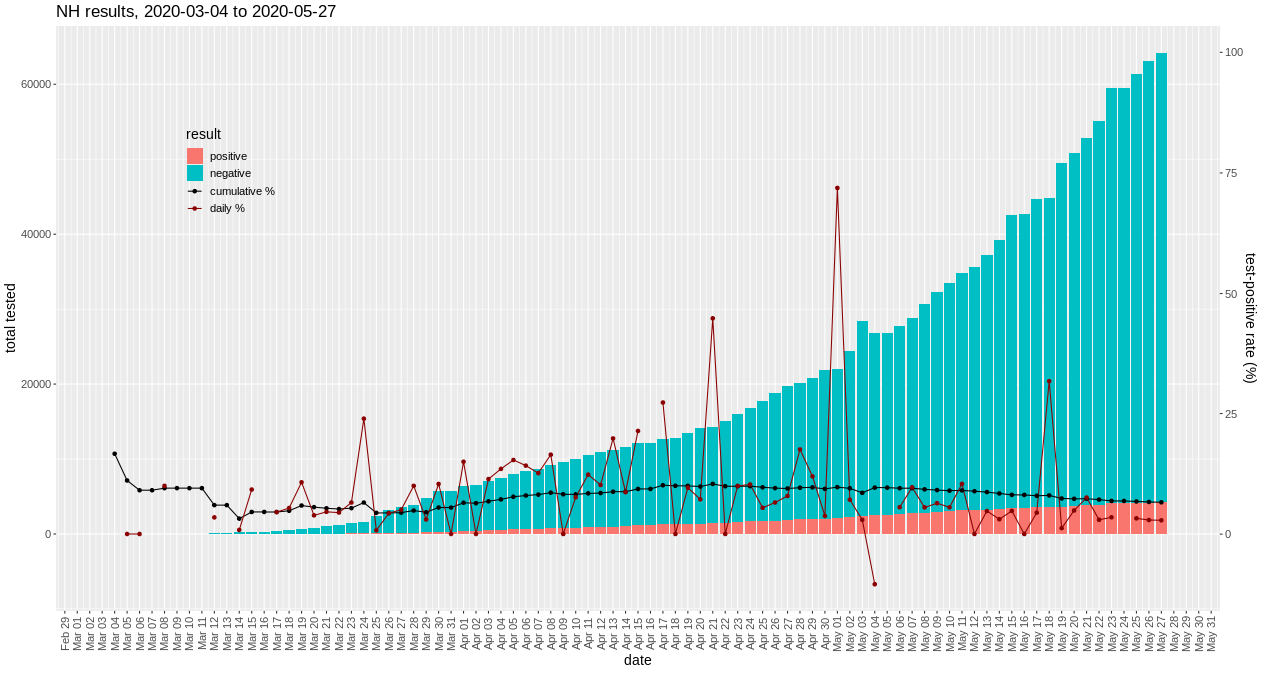 NH results, 2020-03-04 to 2020-05-27
total tested
60000
40000
20000
0
result
positive
negative
cumulative %
daily %
100
75
50
25
0
test-positive rate (%)
Feb 29
Mar 01
Mar 02
Mar 03
Mar 04
Mar 05
Mar 06
Mar 07
Mar 08
Mar 09
Mar 10
Mar 11
Mar 12
Mar 13
Mar 14
Mar 15
Mar 16
Mar 17
Mar 18
Mar 19
Mar 20
Mar 21
Mar 22
Mar 23
Mar 24
Mar 25
Mar 26
Mar 27
Mar 28
Mar 29
Mar 30
Mar 31
Apr 01
Apr 02
Apr 03
Apr 04
Apr 05
Apr 06
Apr 07
Apr 08
Apr 09
Apr 10
Apr 11
Apr 12
Apr 13
Apr 14
Apr 15
Apr 16
Apr 17
Apr 18
Apr 19
Apr 20
Apr 21
Apr 22
Apr 23
Apr 24
Apr 25
Apr 26
Apr 27
Apr 28
Apr 29
Apr 30
May 01
May 02
May 03
May 04
May 05
May 06
May 07
May 08
May 09
May 10
May 11
May 12
May 13
May 14
May 15
May 16
May 17
May 18
May 19
May 20
May 21
May 22
May 23
May 24
May 25
May 26
May 27
May 28
May 29
May 30
May 31
date